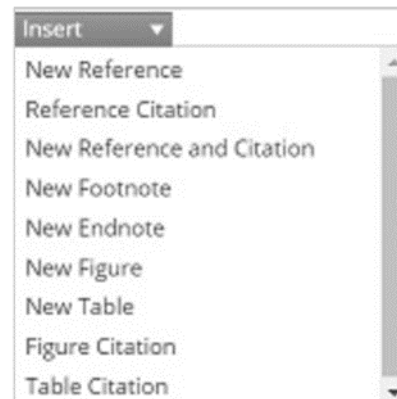 Insert
New Reference
Reference Citation
New Reference and Citation
New Footnote
New Endnote
New Figure
New Table
Figure Citation
Table Citation